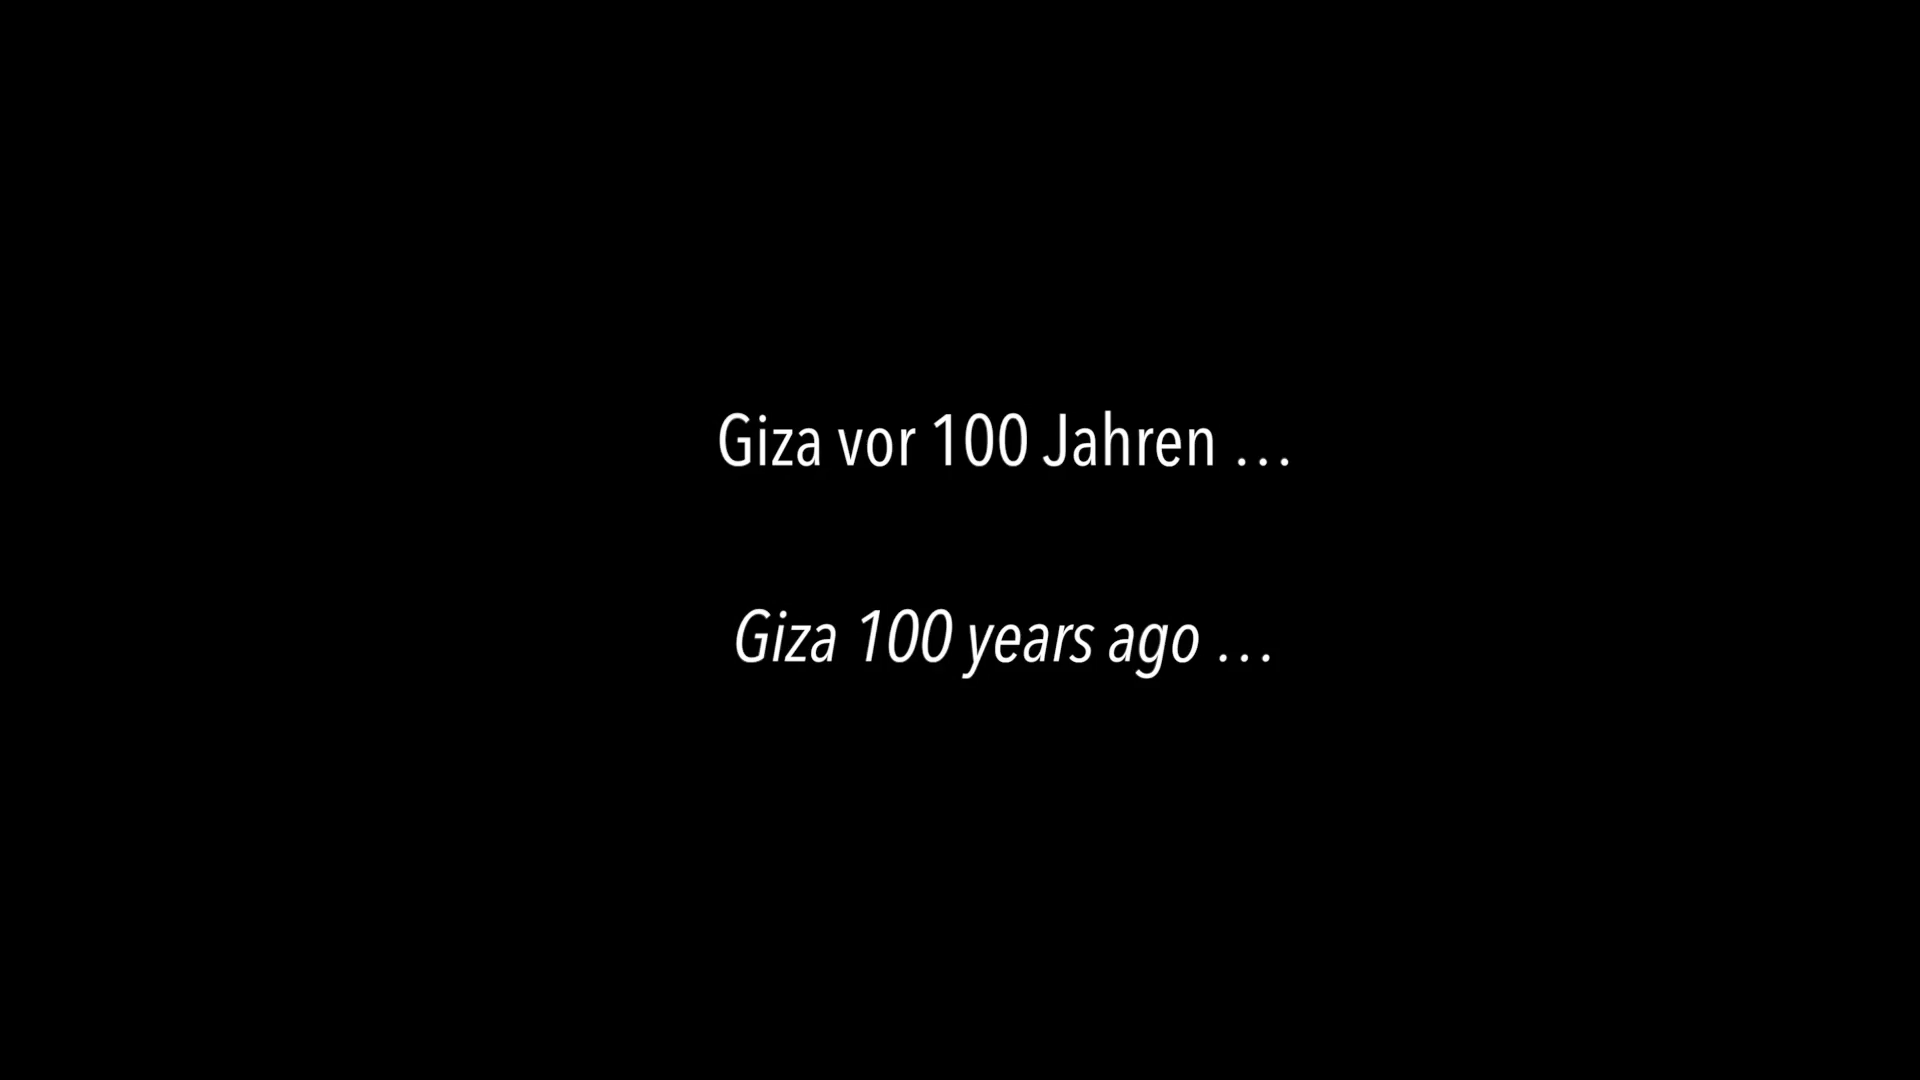 Giza vor 100 Jahren …
Giza 100 years ago …